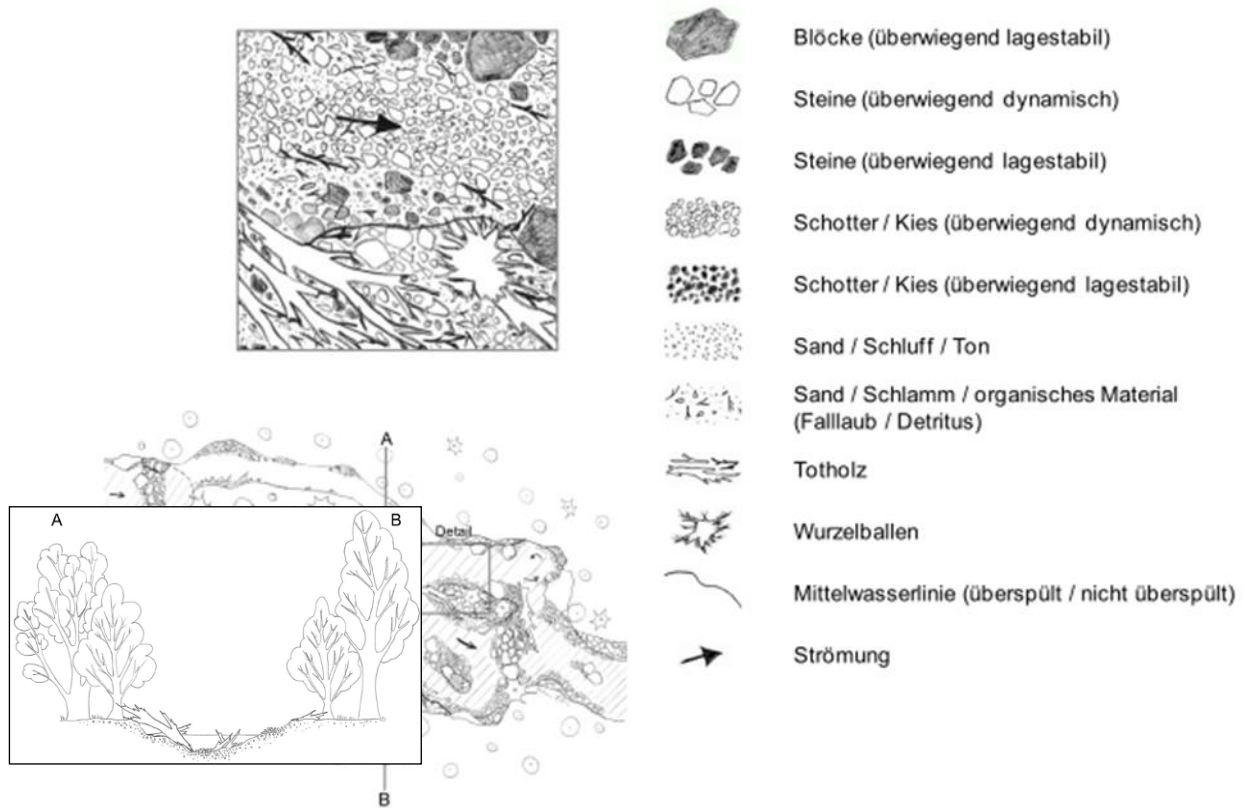 Blöcke (überwiegend lagestabil)
Steine (überwiegend dynamisch)
Steine (überwiegend lagestabil)
Schotter / Kies (überwiegend dynamisch)
Schotter / Kies (überwiegend lagestabil)
Sand / Schluff / Ton
Sand / Schlamm / organisches Material
(Falllaub / Detritus)
Totholz
Wurzelballen
Mittelwasserlinie (überspült / nicht überspült)
Strömung
A
A
B
Detail
B